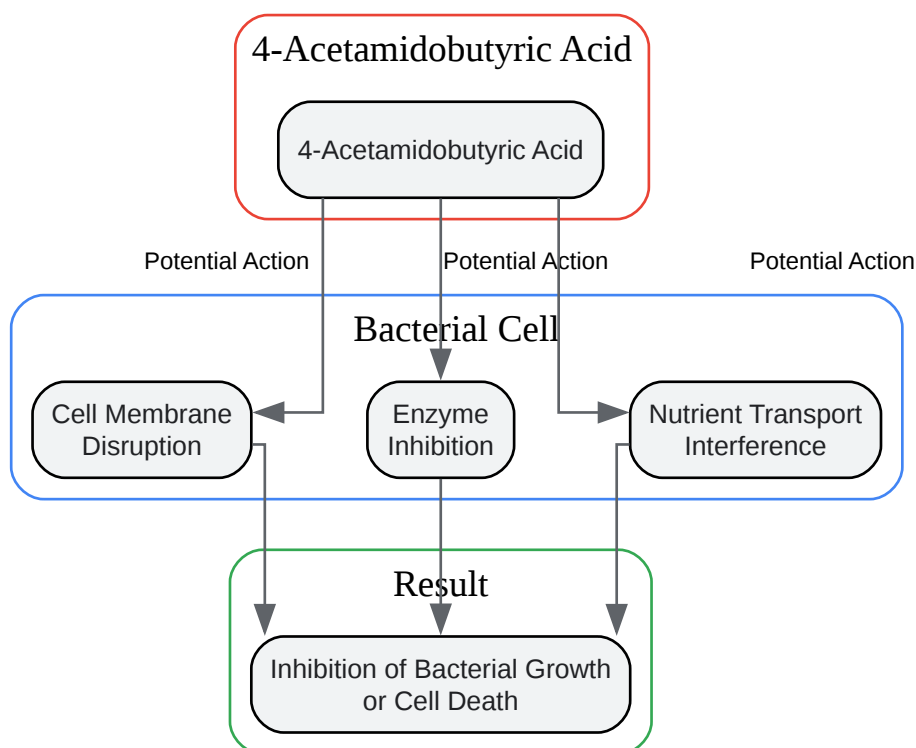 4-Acetamidobutyric Acid
4-Acetamidobutyric Acid
Potential Action
Potential Action
Potential Action
Bacterial Cell
Cell Membrane
Disruption
Enzyme
Inhibition
Nutrient Transport
Interference
Result
Inhibition of Bacterial Growth
or Cell Death